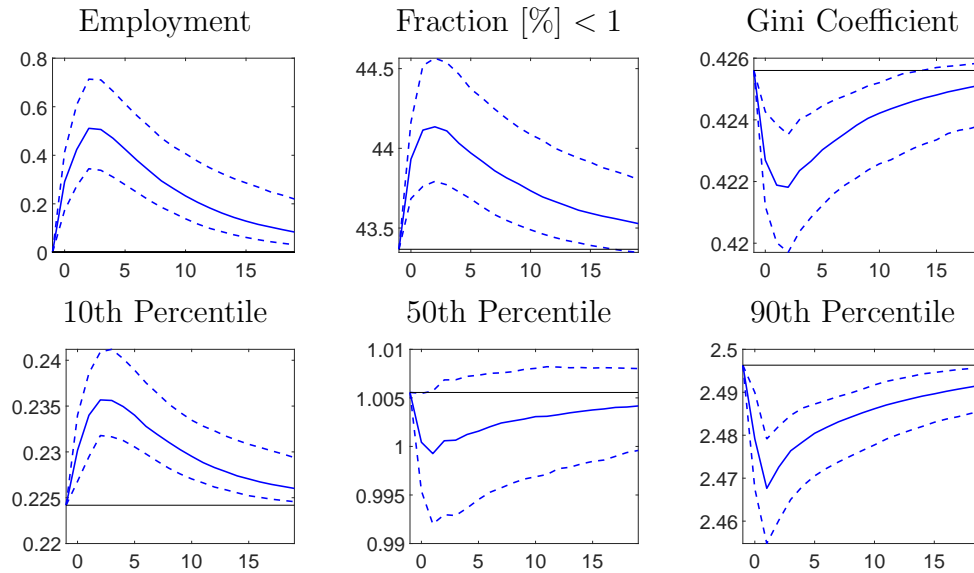 Employment
0.8
0.6
0.4
0.2
0
0 5 10 15
Fraction [%] < 1
44.5
44
43.5
0 5 10 15
Gini Coefficient
0.426
0.424
0.422
0.42
0 5 10 15
10th Percentile
0.24
0.235
0.23
0.225
0.22
0 5 10 15
50th Percentile
1.01
1.005
1
0.995
0.99
0 5 10 15
90th Percentile
2.5
2.49
2.48
2.47
2.46
0 5 10 15